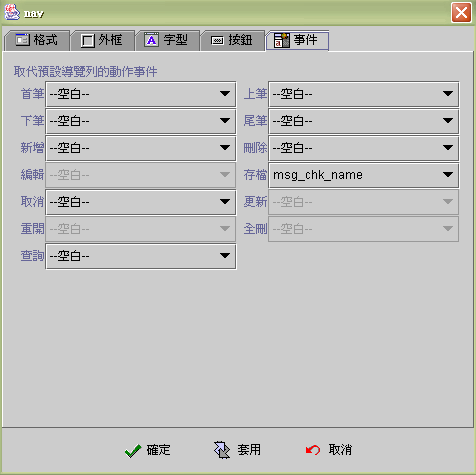 nav
格式 外框 字型 按鈕 事件
取代預設導覽列的動作事件
首筆 --空白-- 上筆 --空白--
下筆 --空白-- 尾筆 --空白--
新增 --空白-- 刪除 --空白--
編輯 --空白-- 存檔 msg_chk_name
取消 --空白-- 更新 --空白--
重開 --空白-- 全刪 --空白--
查詢 --空白--
確定 套用 取消